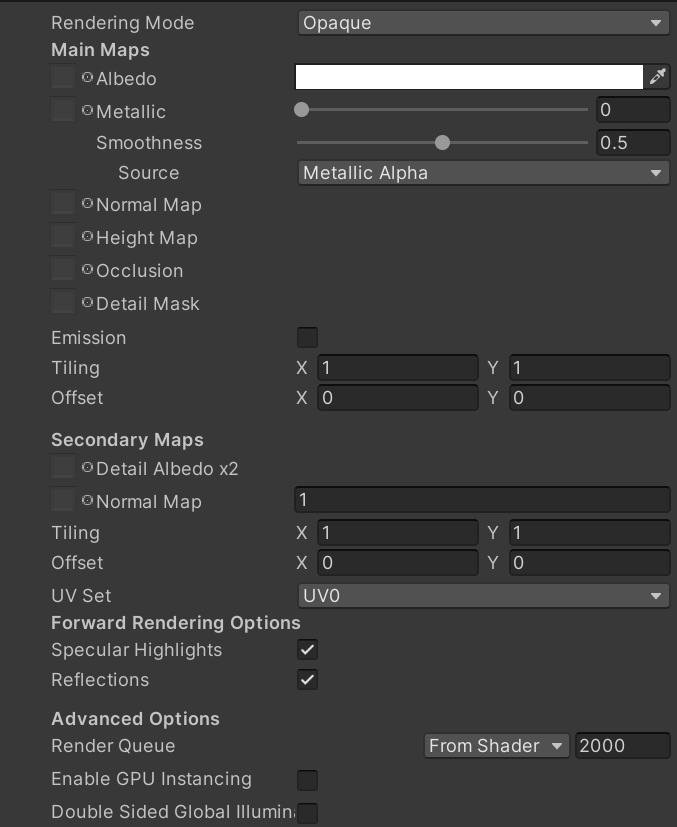 Rendering Mode Opaque
Main Maps
Albedo
Metallic 0
Smoothness 0.5
Source Metallic Alpha
Normal Map
Height Map
Occlusion
Detail Mask
Emission
Tiling X 1 Y 1
Offset X 0 Y 0
Secondary Maps
Detail Albedo x2
Normal Map 1
Tiling X 1 Y 1
Offset X 0 Y 0
UV Set UV0
Forward Rendering Options
Specular Highlights
Reflections
Advanced Options
Render Queue From Shader 2000
Enable GPU Instancing
Double Sided Global Illumina